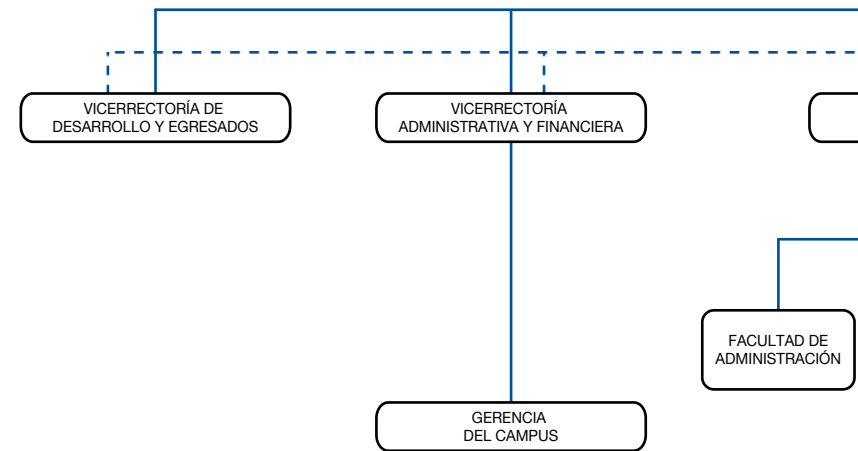 VICERRECTORÍA DE
DESARROLLO Y EGRESADOS
VICERRECTORÍA
ADMINISTRATIVA Y FINANCIERA
FACULTAD DE
ADMINISTRACIÓN
GERENCIA
DEL CAMPUS